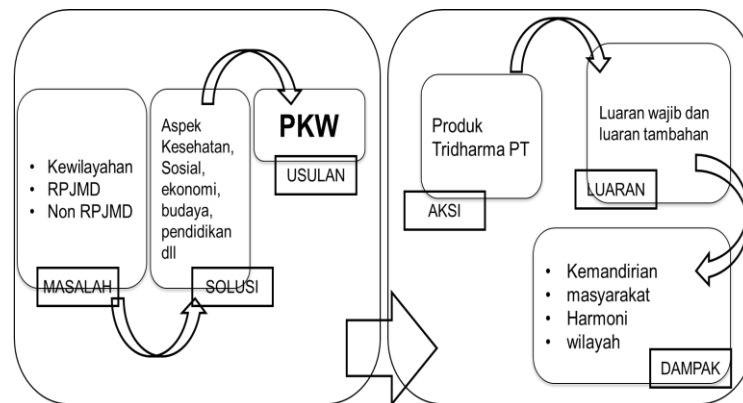 • Kewilayahan
• RPJMD
• Non RPJMD
MASALAH
Aspek
Kesehatan,
Sosial,
ekonomi,
budaya,
pendidikan
dll
SOLUSI
PKW
USULAN
Produk
Tridharma PT
AKSI
Luaran wajib dan
luaran tambahan
LUARAN
• Kemandirian
• masyarakat
• Harmoni
• wilayah
DAMPAK